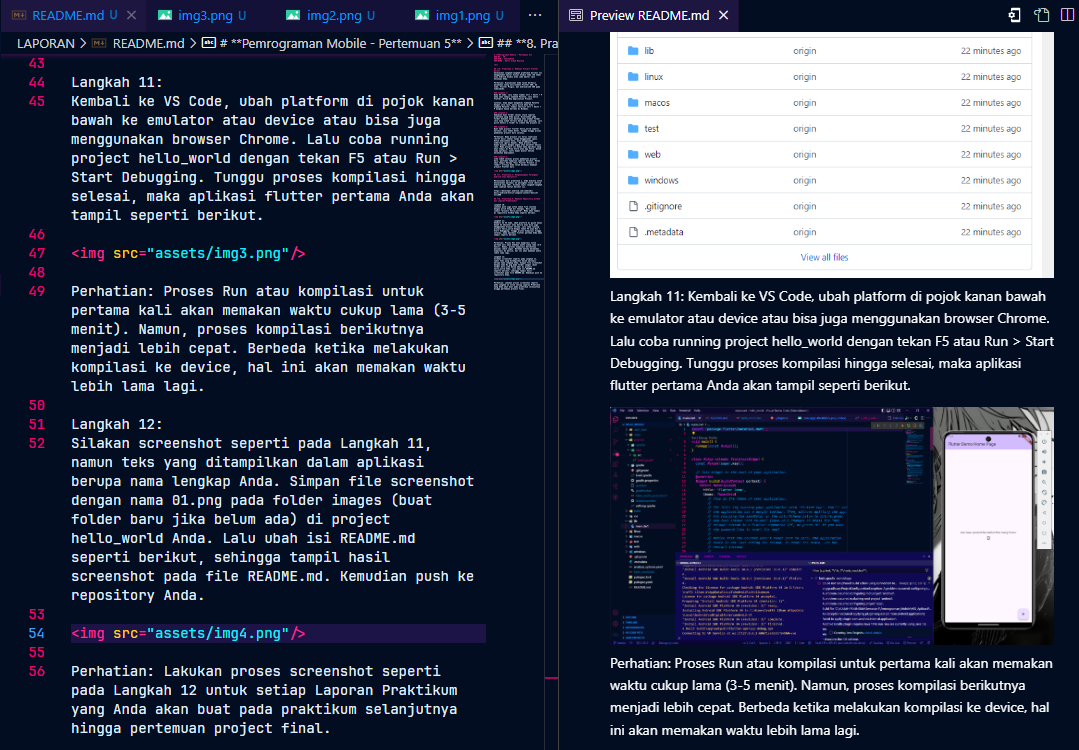 README.md U
img3.png U
img2.png U
img1.png U
Preview README.md
LAPORAN > README.md > # **Pemrograman Mobile - Pertemuan 5** > ## **8. Pra
43
44 Langkah 11:
45 Kembali ke VS Code, ubah platform di pojok kanan
bawah ke emulator atau device atau bisa juga
menggunakan browser Chrome. Lalu coba running
project hello_world dengan tekan F5 atau Run >
Start Debugging. Tunggu proses kompilasi hingga
selesai, maka aplikasi flutter pertama Anda akan
tampil seperti berikut.
46
47 <img src="assets/img3.png"/>
48
49 Perhatian: Proses Run atau kompilasi untuk
pertama kali akan memakan waktu cukup lama (3-5
menit). Namun, proses kompilasi berikutnya
menjadi lebih cepat. Berbeda ketika melakukan
kompilasi ke device, hal ini akan memakan waktu
lebih lama lagi.
50
51 Langkah 12:
52 Silakan screenshot seperti pada Langkah 11,
namun teks yang ditampilkan dalam aplikasi
berupa nama lengkap Anda. Simpan file screenshot
dengan nama 01.png pada folder images (buat
folder baru jika belum ada) di project
hello_world Anda. Lalu ubah isi README.md
seperti berikut, sehingga tampil hasil
screenshot pada file README.md. Kemudian push ke
repository Anda.
53
54 <img src="assets/img4.png"/>
55
56 Perhatian: Lakukan proses screenshot seperti
pada Langkah 12 untuk setiap Laporan Praktikum
yang Anda akan buat pada praktikum selanjutnya
hingga pertemuan project final.
lib origin 22 minutes ago
linux origin 22 minutes ago
macos origin 22 minutes ago
test origin 22 minutes ago
web origin 22 minutes ago
windows origin 22 minutes ago
.gitignore origin 22 minutes ago
.metadata origin 22 minutes ago
View all files
Langkah 11: Kembali ke VS Code, ubah platform di pojok kanan bawah
ke emulator atau device atau bisa juga menggunakan browser Chrome.
Lalu coba running project hello_world dengan tekan F5 atau Run > Start
Debugging. Tunggu proses kompilasi hingga selesai, maka aplikasi
flutter pertama Anda akan tampil seperti berikut.
Flutter Demo Home Page
Perhatian: Proses Run atau kompilasi untuk pertama kali akan memakan
waktu cukup lama (3-5 menit). Namun, proses kompilasi berikutnya
menjadi lebih cepat. Berbeda ketika melakukan kompilasi ke device, hal
ini akan memakan waktu lebih lama lagi.